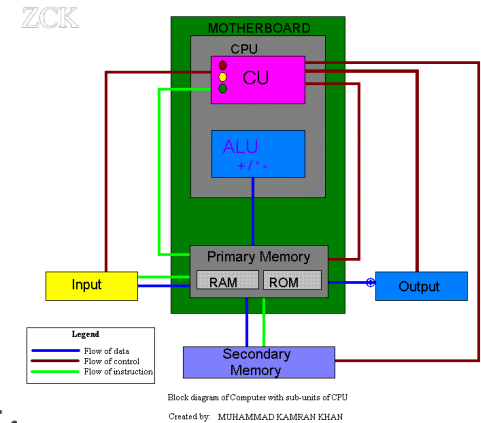 ZCK
MOTHERBOARD
CPU
CU
ALU
+ / * -
Primary Memory
RAM
ROM
Input
Output
Secondary
Memory
Legend
Flow of data
Flow of control
Flow of instruction
Block diagram of Computer with sub-units of CPU
Created by: MUHAMMAD KAMRAN KHAN